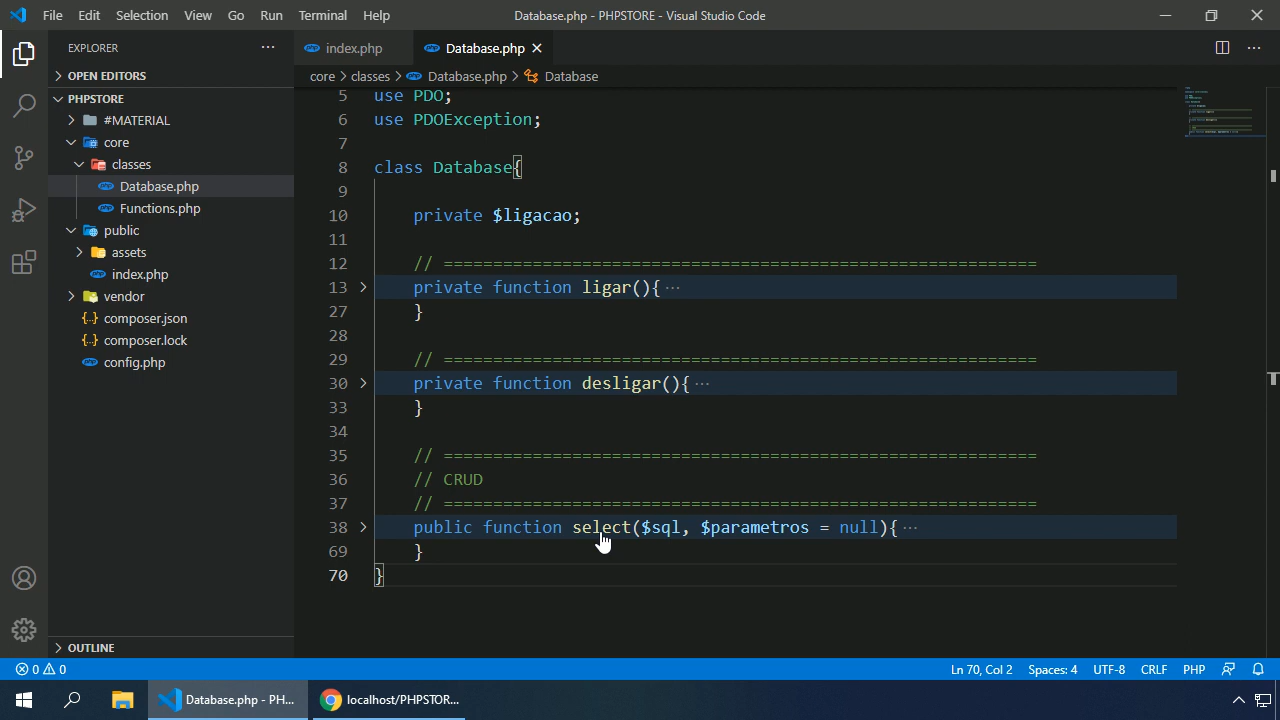 File Edit Selection View Go Run Terminal Help
Database.php - PHPSTORE - Visual Studio Code
EXPLORER
OPEN EDITORS
PHPSTORE
#MATERIAL
core
classes
Database.php
Functions.php
public
assets
index.php
vendor
composer.json
composer.lock
config.php
OUTLINE
index.php
Database.php
core > classes > Database.php > Database
5 use PDO;
6 use PDOException;
7
8 class Database{
9
10 private $ligacao;
11
12 // ============================================================
13 private function ligar(){ ...
27 }
28
29 // ============================================================
30 private function desligar(){ ...
33 }
34
35 // ============================================================
36 // CRUD
37 // ============================================================
38 public function select($sql, $parametros = null){ ...
69 }
70 }
0 0
Ln 70, Col 2 Spaces: 4 UTF-8 CRLF PHP
Database.php - PH...
localhost/PHPSTOR...